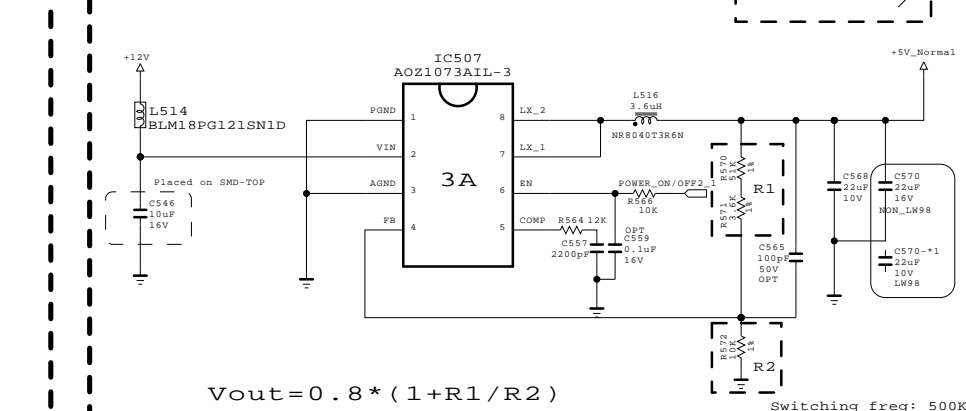 +12V
L514
BLM18PG121SN1D
Placed on SMD-TOP
C546
10uF
16V
IC507
AOZ1073AIL-3
PGND
1
VIN
2
AGND
3
FB
4
3A
8
LX_2
7
LX_1
6
EN
5
COMP
L516
3.6uH
NR8040T3R6N
POWER_ON/OFF2_1
R566
10K
R564 12K
C557
2200pF
OPT
C559
0.1uF
16V
R570
51K
1%
R571
3.6K
1%
R1
C565
100pF
50V
OPT
R572
10K
1%
R2
+5V_Normal
C568
22uF
10V
C570
22uF
16V
NON_LW98
C570-*1
22uF
10V
LW98
Vout=0.8*(1+R1/R2)
Switching freq: 500K